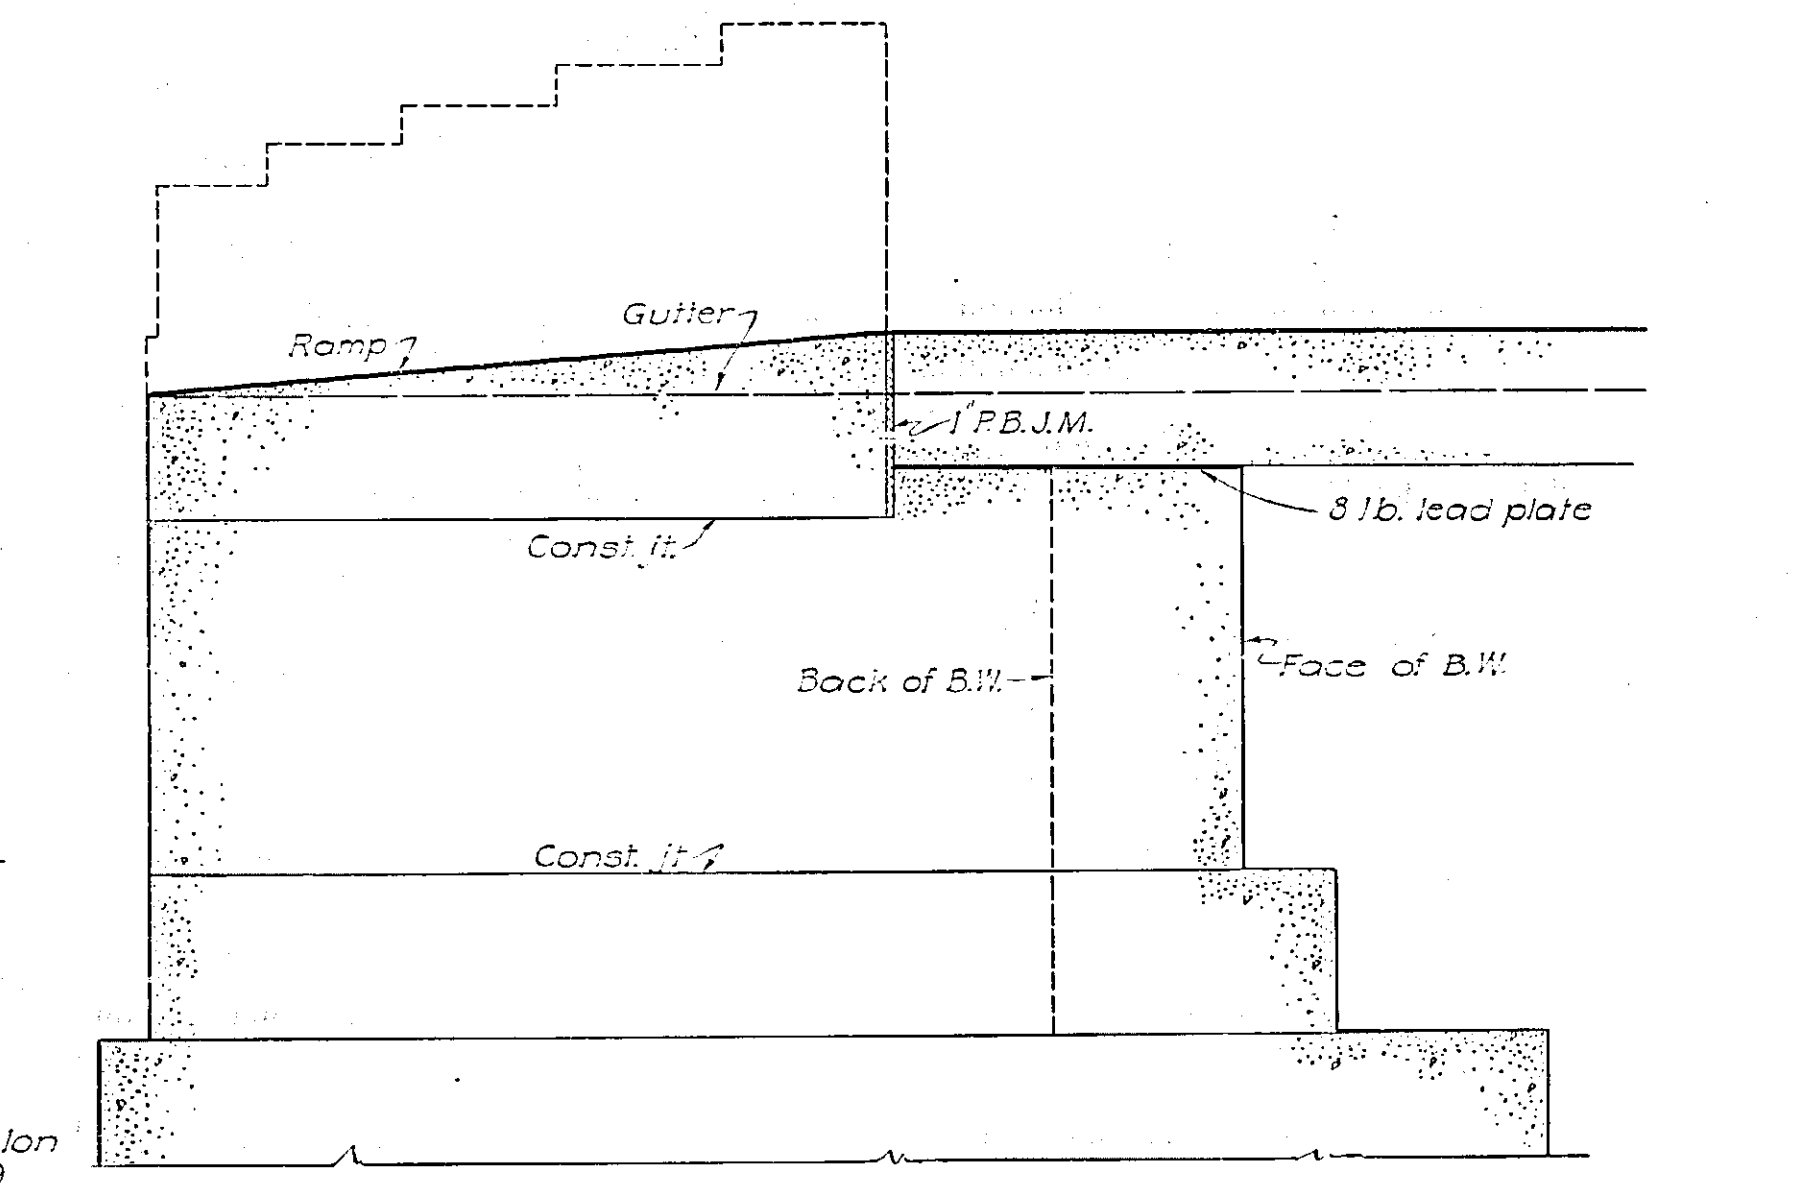 Gutter
Ramp
1" P.B.J.M.
8 lb. lead plate
Const. jt.
Face of B.W.
Back of B.W.
Const. jt.